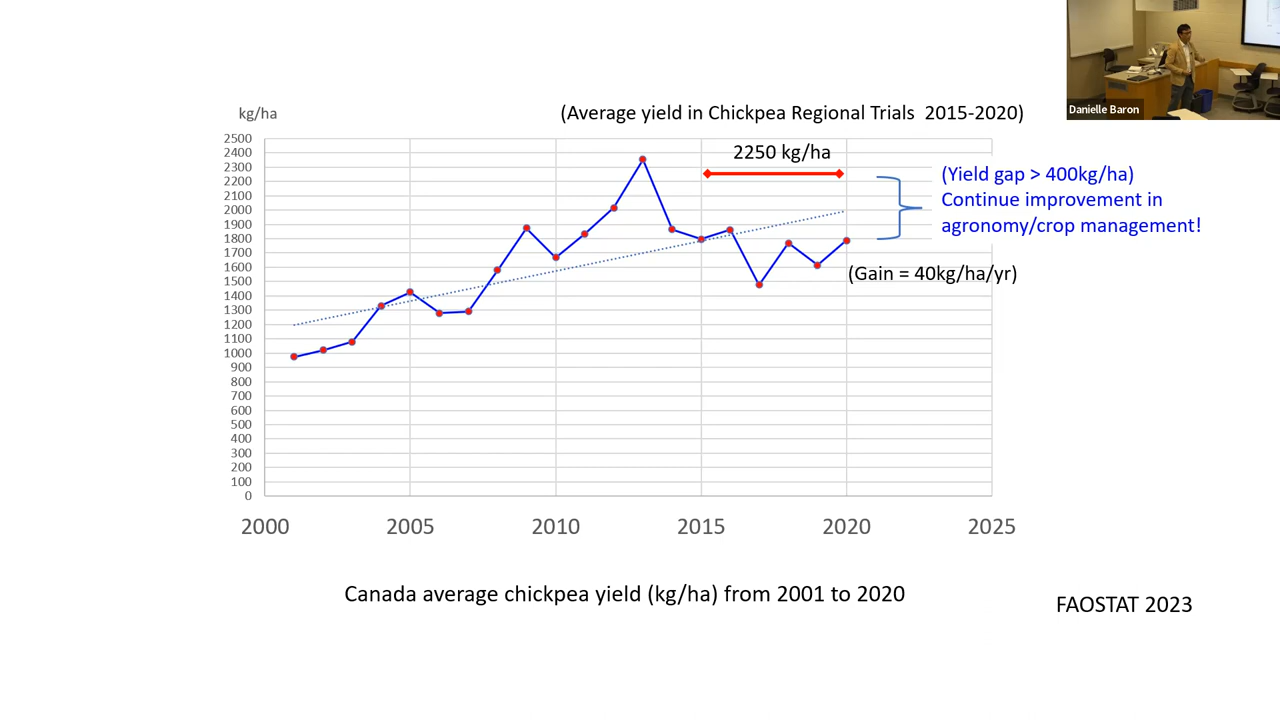 Danielle Baron
kg/ha
(Average yield in Chickpea Regional Trials 2015-2020)
2250 kg/ha
(Yield gap > 400kg/ha)
Continue improvement in
agronomy/crop management!
(Gain = 40kg/ha/yr)
2500
2400
2300
2200
2100
2000
1900
1800
1700
1600
1500
1400
1300
1200
1100
1000
900
800
700
600
500
400
300
200
100
0
2000 2005 2010 2015 2020 2025
Canada average chickpea yield (kg/ha) from 2001 to 2020
FAOSTAT 2023